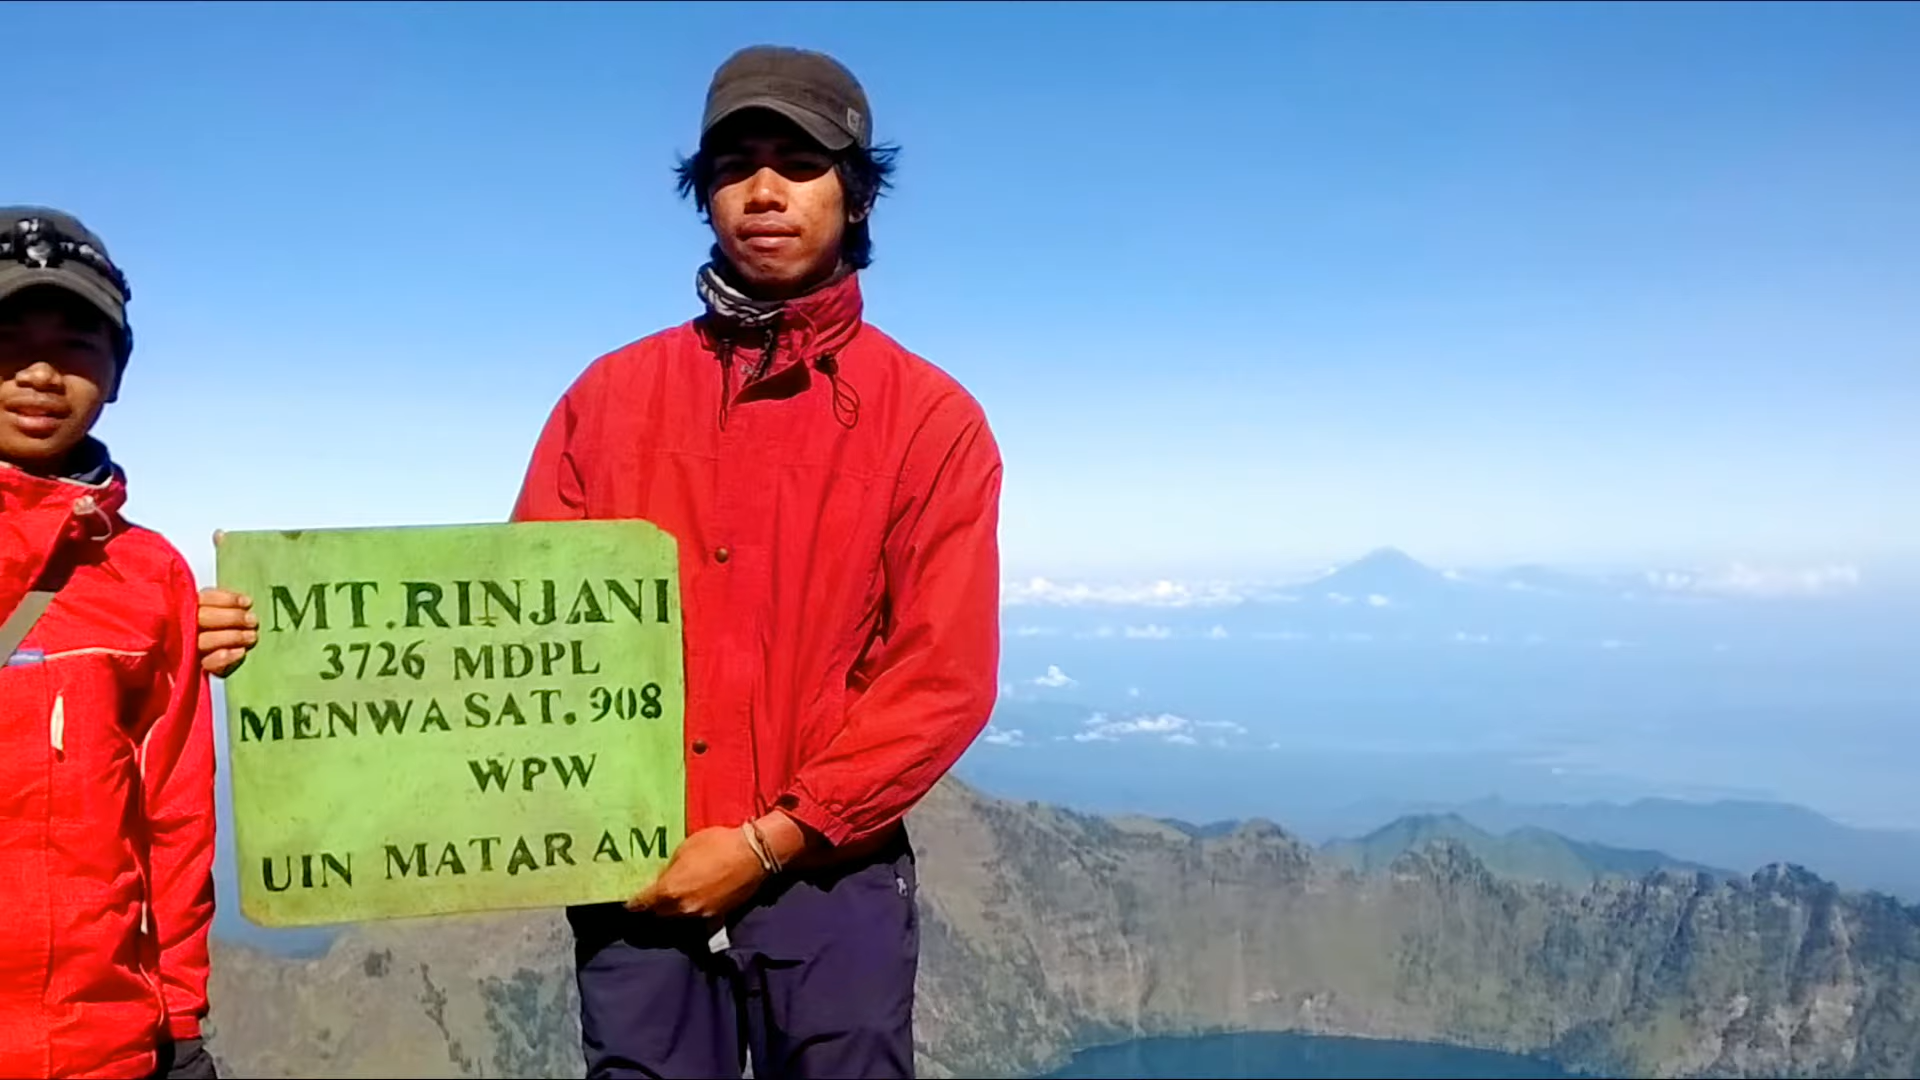 MT. RINJANI
3726 MDPL
MENWA SAT. 908
WPW
UIN MATARAM